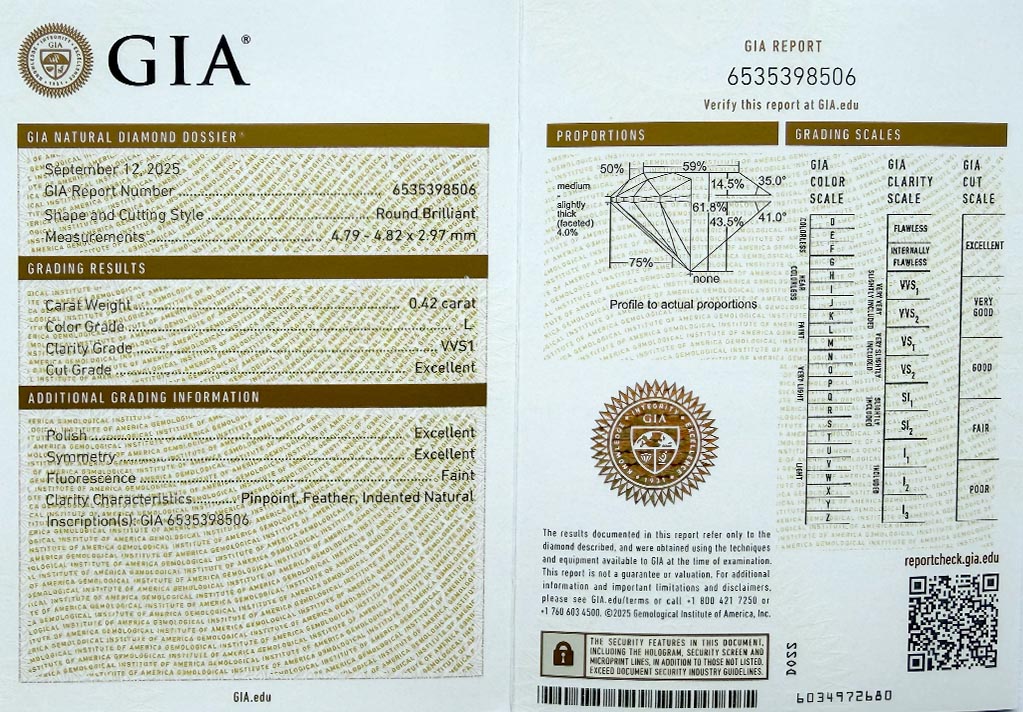 GIA®
GIA NATURAL DIAMOND DOSSIER®
September 12, 2025
GIA Report Number 6535398506
Shape and Cutting Style Round Brilliant
Measurements 4.79 - 4.82 x 2.97 mm
GRADING RESULTS
Carat Weight 0.42 carat
Color Grade L
Clarity Grade VVS1
Cut Grade Excellent
ADDITIONAL GRADING INFORMATION
Polish Excellent
Symmetry Excellent
Fluorescence Faint
Clarity Characteristics Pinpoint, Feather, Indented Natural
Inscription(s): GIA 6535398506
GIA.edu
GIA REPORT
6535398506
Verify this report at GIA.edu
PROPORTIONS
50%
59%
medium
14.5%
35.0°
slightly
thick
(faceted)
4.0%
61.8%
43.5%
41.0°
75%
none
Profile to actual proportions
GIA
INTEGRITY
1931
The results documented in this report refer only to the
diamond described, and were obtained using the techniques
and equipment available to GIA at the time of examination.
This report is not a guarantee or valuation. For additional
information and important limitations and disclaimers,
please see GIA.edu/terms or call +1 800 421 7250 or
+1 760 603 4500. ©2025 Gemological Institute of America, Inc.
THE SECURITY FEATURES IN THIS DOCUMENT,
INCLUDING THE HOLOGRAM, SECURITY SCREEN AND
MICROPRINT LINES, IN ADDITION TO THOSE NOT LISTED,
EXCEED DOCUMENT SECURITY INDUSTRY GUIDELINES.
GRADING SCALES
GIA
COLOR
SCALE
COLORLESS
D
E
F
NEAR COLORLESS
G
H
I
J
FAINT
K
L
M
VERY LIGHT
N
O
P
Q
R
LIGHT
S
T
U
V
W
X
Y
Z
GIA
CLARITY
SCALE
FLAWLESS
INTERNALLY
FLAWLESS
VERY VERY
SLIGHTLY INCLUDED
VVS1
VVS2
VERY SLIGHTLY
INCLUDED
VS1
VS2
SLIGHTLY
INCLUDED
SI1
SI2
INCLUDED
I1
I2
I3
GIA
CUT
SCALE
EXCELLENT
VERY
GOOD
GOOD
FAIR
POOR
reportcheck.gia.edu
D022
6034972680